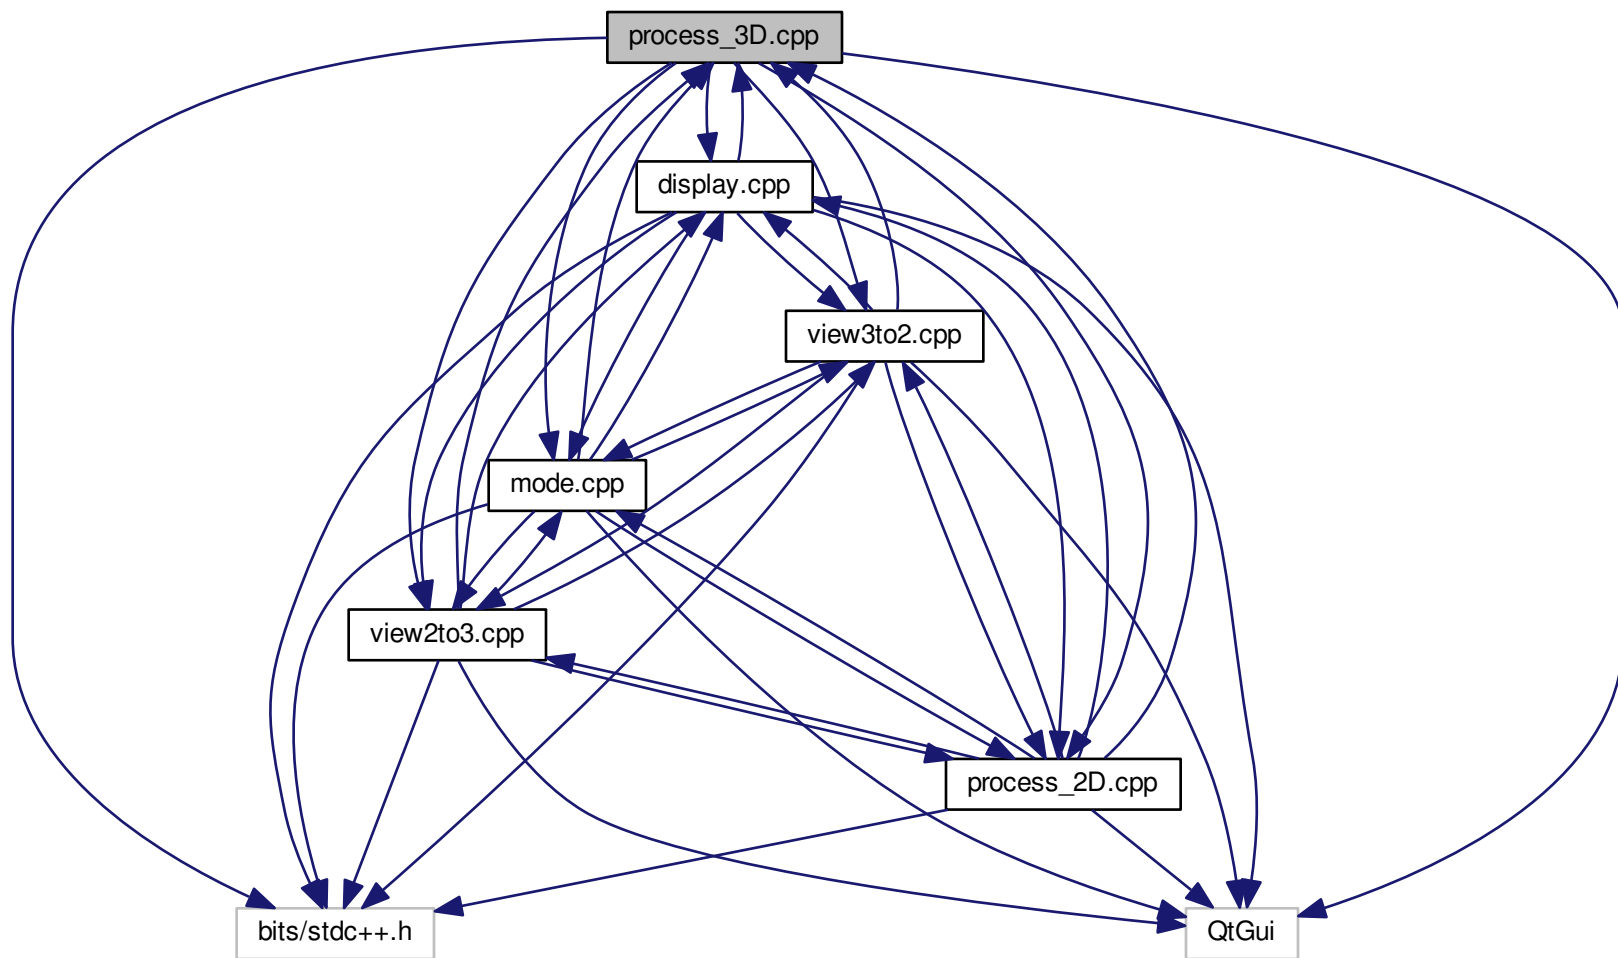 process_3D.cpp
display.cpp
view3to2.cpp
mode.cpp
view2to3.cpp
process_2D.cpp
bits/stdc++.h
QtGui